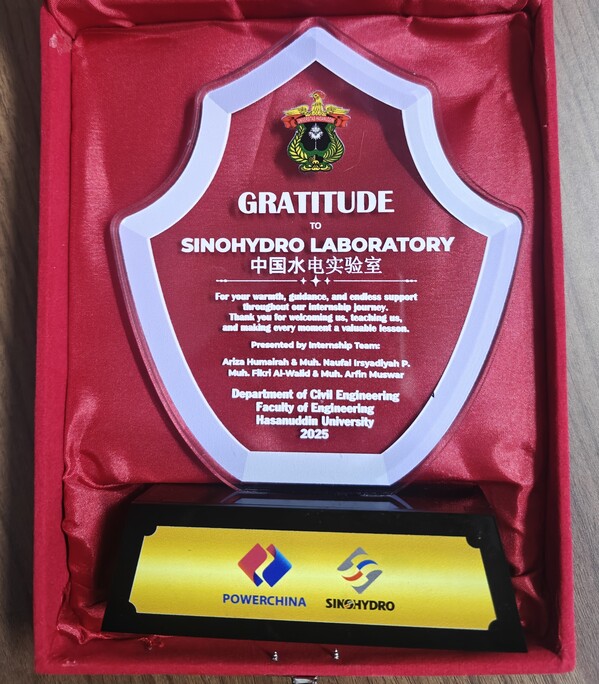 UNIVERSITAS HASANUDDIN
GRATITUDE
TO
SINOHYDRO LABORATORY
中国水电实验室
For your warmth, guidance, and endless support
throughout our internship journey.
Thank you for welcoming us, teaching us,
and making every moment a valuable lesson.
Presented by Internship Team:
Ariza Humairah & Muh. Naufal Irsyadiyah P.
Muh. Fikri Al-Walid & Muh. Arfin Muswar
Department of Civil Engineering
Faculty of Engineering
Hasanuddin University
2025
POWERCHINA
SINOHYDRO